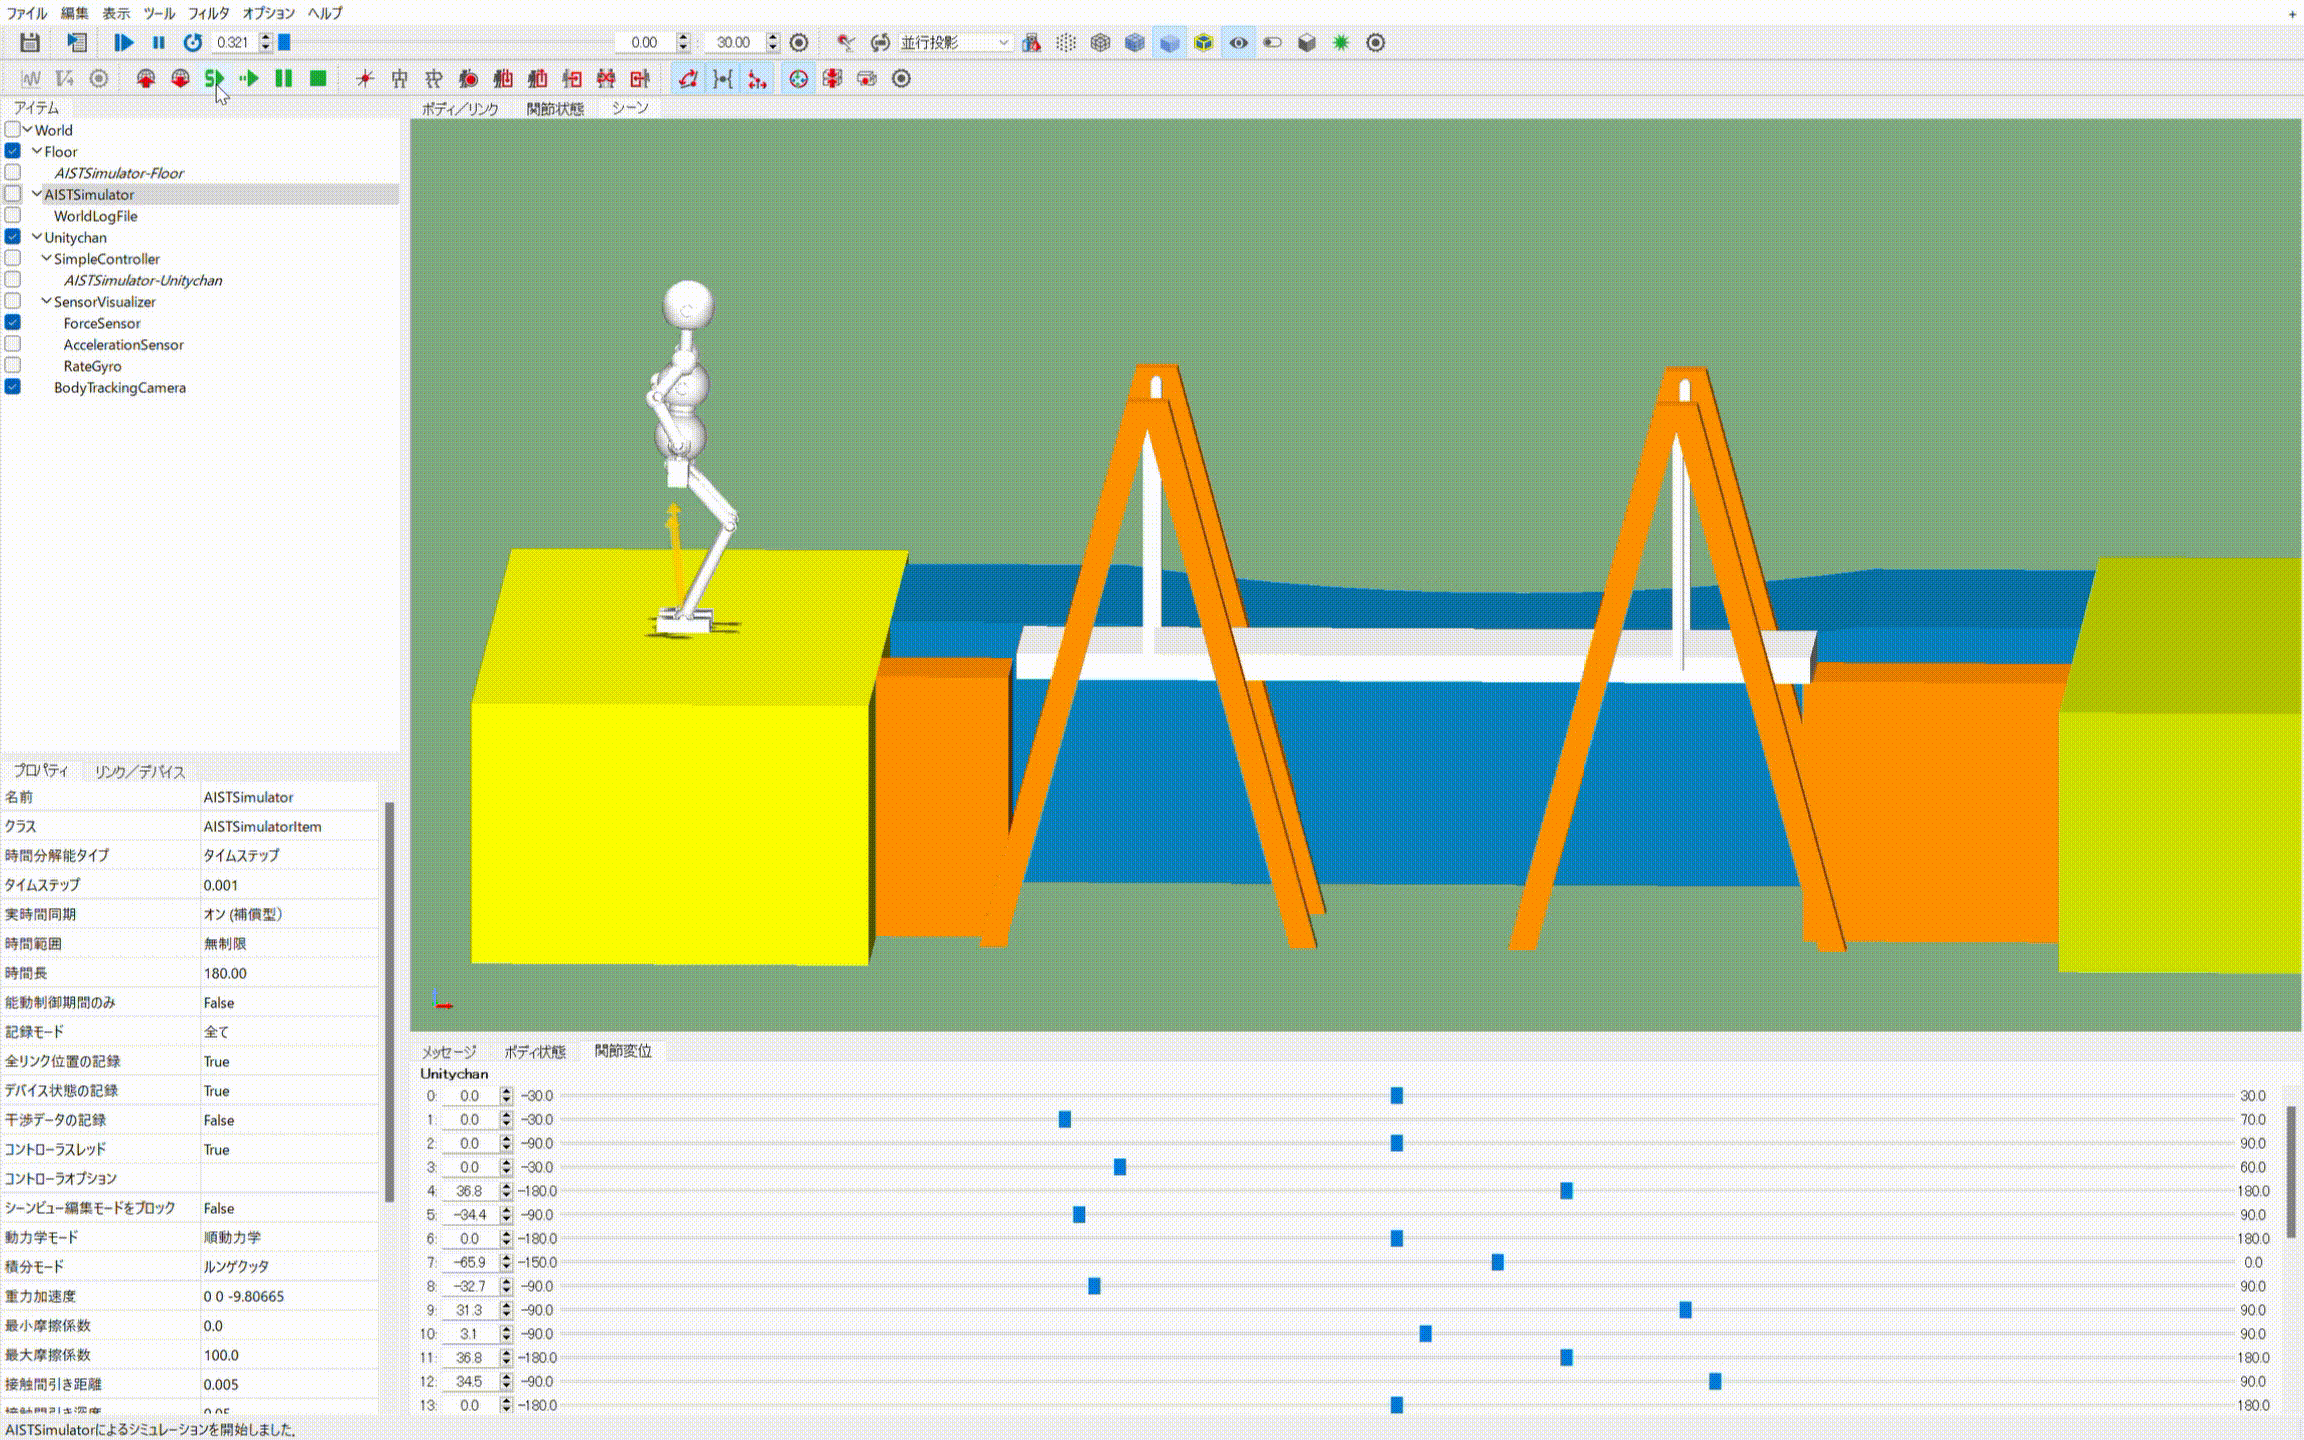 ファイル 編集 表示 ツール フィルタ オプション ヘルプ
0.321 0.00 30.00 並行投影
アイテム
World
Floor
AISTSimulator-Floor
AISTSimulator
WorldLogFile
Unitychan
SimpleController
AISTSimulator-Unitychan
SensorVisualizer
ForceSensor
AccelerationSensor
RateGyro
BodyTrackingCamera
プロパティ リンク／デバイス
名前 AISTSimulator
クラス AISTSimulatorItem
時間分解能タイプ タイムステップ
タイムステップ 0.001
実時間同期 オン (補償型)
時間範囲 無制限
時間長 180.00
能動制御期間のみ False
記録モード 全て
全リンク位置の記録 True
デバイス状態の記録 True
干渉データの記録 False
コントローラスレッド True
コントローラオプション
シーンビュー編集モードをブロック False
動力学モード 順動力学
積分モード ルンゲクッタ
重力加速度 0 0 -9.80665
最小摩擦係数 0.0
最大摩擦係数 100.0
接触間引き距離 0.005
接触間引き深度 0.05
AISTSimulatorによるシミュレーションを開始しました。
ボディ／リンク 関節状態 シーン
メッセージ ボディ状態 関節変位
Unitychan
0: 0.0 -30.0 30.0
1: 0.0 -30.0 70.0
2: 0.0 -90.0 90.0
3: 0.0 -30.0 60.0
4: 36.8 -180.0 180.0
5: -34.4 -90.0 90.0
6: 0.0 -180.0 180.0
7: -65.9 -150.0 0.0
8: -32.7 -90.0 90.0
9: 31.3 -90.0 90.0
10: 3.1 -90.0 90.0
11: 36.8 -180.0 180.0
12: 34.5 -90.0 90.0
13: 0.0 -180.0 180.0